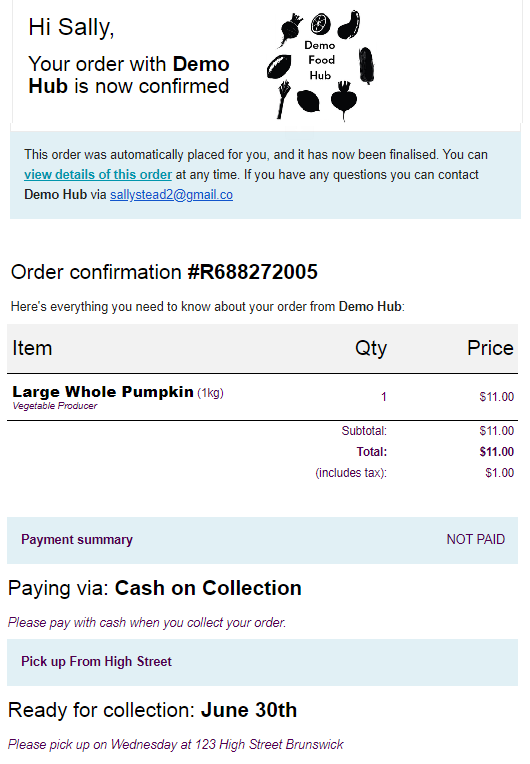 Hi Sally,
Your order with Demo
Hub is now confirmed
Demo
Food
Hub
This order was automatically placed for you, and it has now been finalised. You can
view details of this order at any time. If you have any questions you can contact
Demo Hub via sallystead2@gmail.co
Order confirmation #R688272005
Here's everything you need to know about your order from Demo Hub:
Item Qty Price
Large Whole Pumpkin (1kg) 1 $11.00
Vegetable Producer
Subtotal: $11.00
Total: $11.00
(includes tax): $1.00
Payment summary NOT PAID
Paying via: Cash on Collection
Please pay with cash when you collect your order.
Pick up From High Street
Ready for collection: June 30th
Please pick up on Wednesday at 123 High Street Brunswick